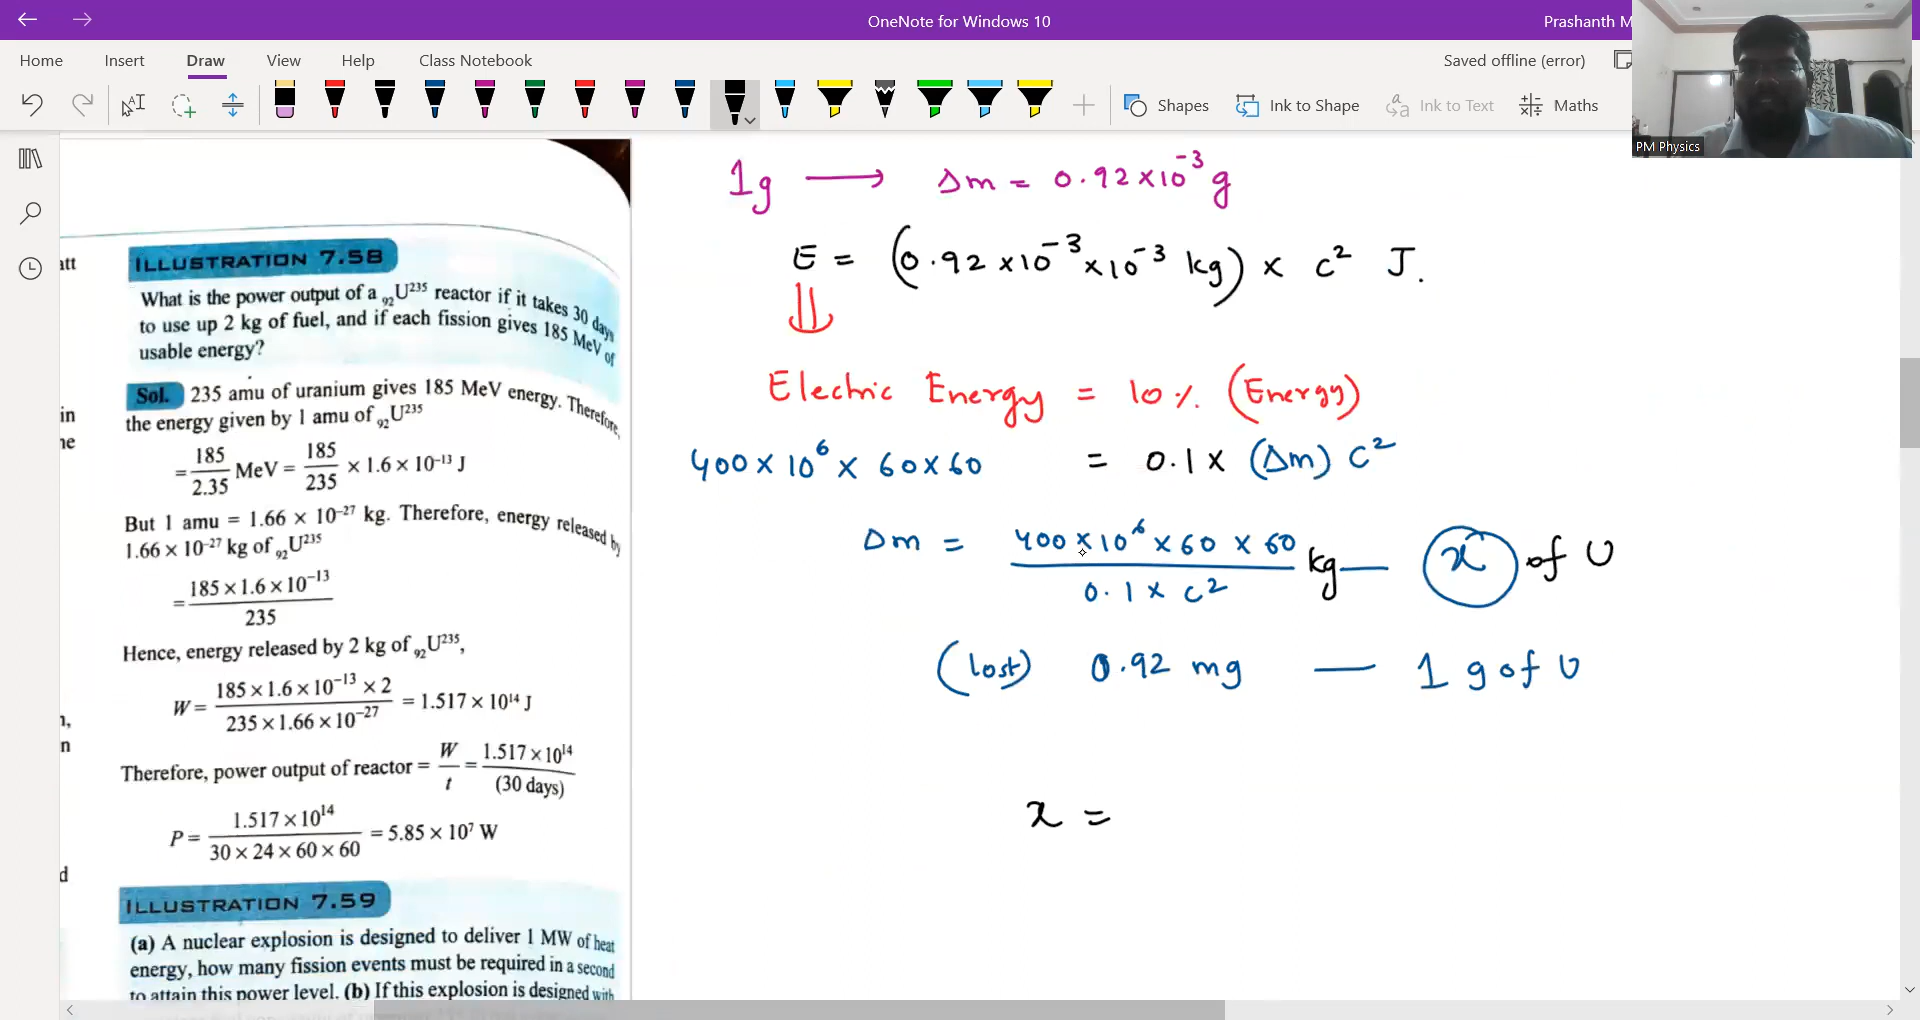 OneNote for Windows 10
Prashanth M
Home Insert Draw View Help Class Notebook
Saved offline (error)
Shapes Ink to Shape Ink to Text Maths
PM Physics
att
in
ne
n,
n
d
ILLUSTRATION 7.58
What is the power output of a ₉₂U²³⁵ reactor if it takes 30 days
to use up 2 kg of fuel, and if each fission gives 185 MeV of
usable energy?
Sol. 235 amu of uranium gives 185 MeV energy. Therefore,
the energy given by 1 amu of ₉₂U²³⁵
= 185/2.35 MeV = 185/235 × 1.6 × 10⁻¹³ J
But 1 amu = 1.66 × 10⁻²⁷ kg. Therefore, energy released by
1.66 × 10⁻²⁷ kg of ₉₂U²³⁵
= 185 × 1.6 × 10⁻¹³ / 235
Hence, energy released by 2 kg of ₉₂U²³⁵,
W = 185 × 1.6 × 10⁻¹³ × 2 / 235 × 1.66 × 10⁻²⁷ = 1.517 × 10¹⁴ J
Therefore, power output of reactor = W/t = 1.517 × 10¹⁴ / (30 days)
P = 1.517 × 10¹⁴ / 30 × 24 × 60 × 60 = 5.85 × 10⁷ W
ILLUSTRATION 7.59
(a) A nuclear explosion is designed to deliver 1 MW of heat
energy, how many fission events must be required in a second
to attain this power level. (b) If this explosion is designed with
1g → Δm = 0.92 × 10⁻³ g
E = (0.92 × 10⁻³ × 10⁻³ kg) × c² J.
⇓
Electric Energy = 10 % (Energy)
400 × 10⁶ × 60 × 60 = 0.1 × (Δm) c²
Δm = 400 × 10⁶ × 60 × 60 / 0.1 × c² kg — x of U
(lost) 0.92 mg — 1 g of U
x =